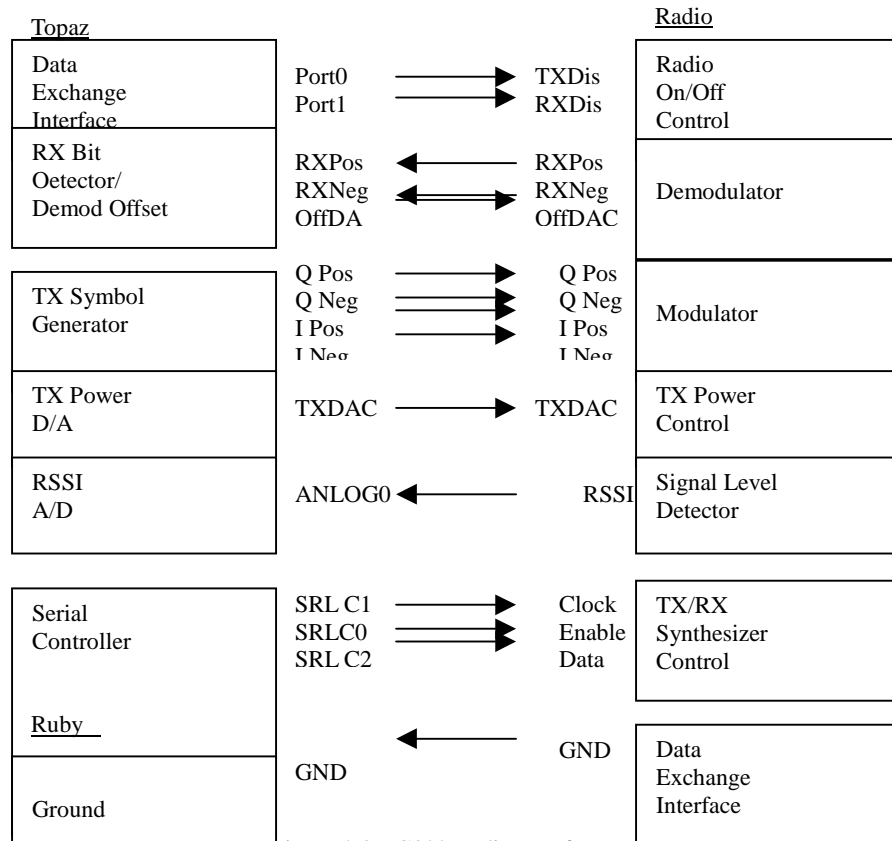 Topaz
Radio
Data
Exchange
Interface
Port0
Port1
TXDis
RXDis
Radio
On/Off
Control
RX Bit
Oetector/
Demod Offset
RXPos
RXNeg
OffDA
RXPos
RXNeg
OffDAC
Demodulator
TX Symbol
Generator
Q Pos
Q Neg
I Pos
I Neg
Q Pos
Q Neg
I Pos
I Neg
Modulator
TX Power
D/A
TXDAC
TXDAC
TX Power
Control
RSSI
A/D
ANLOG0
RSSI
Signal Level
Detector
Serial
Controller
Ruby
SRL C1
SRLC0
SRL C2
Clock
Enable
Data
TX/RX
Synthesizer
Control
Ground
GND
GND
Data
Exchange
Interface